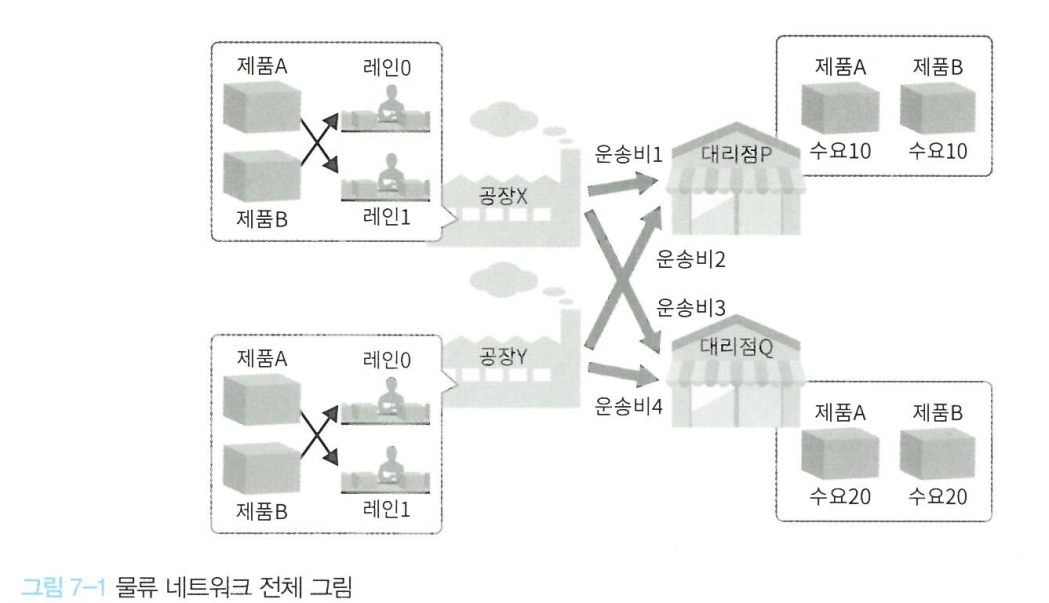 제품A
레인0
제품B
레인1
공장X
운송비1
대리점P
제품A 제품B
수요10 수요10
운송비2
운송비3
제품A
레인0
제품B
레인1
공장Y
운송비4
대리점Q
제품A 제품B
수요20 수요20
그림 7-1 물류 네트워크 전체 그림